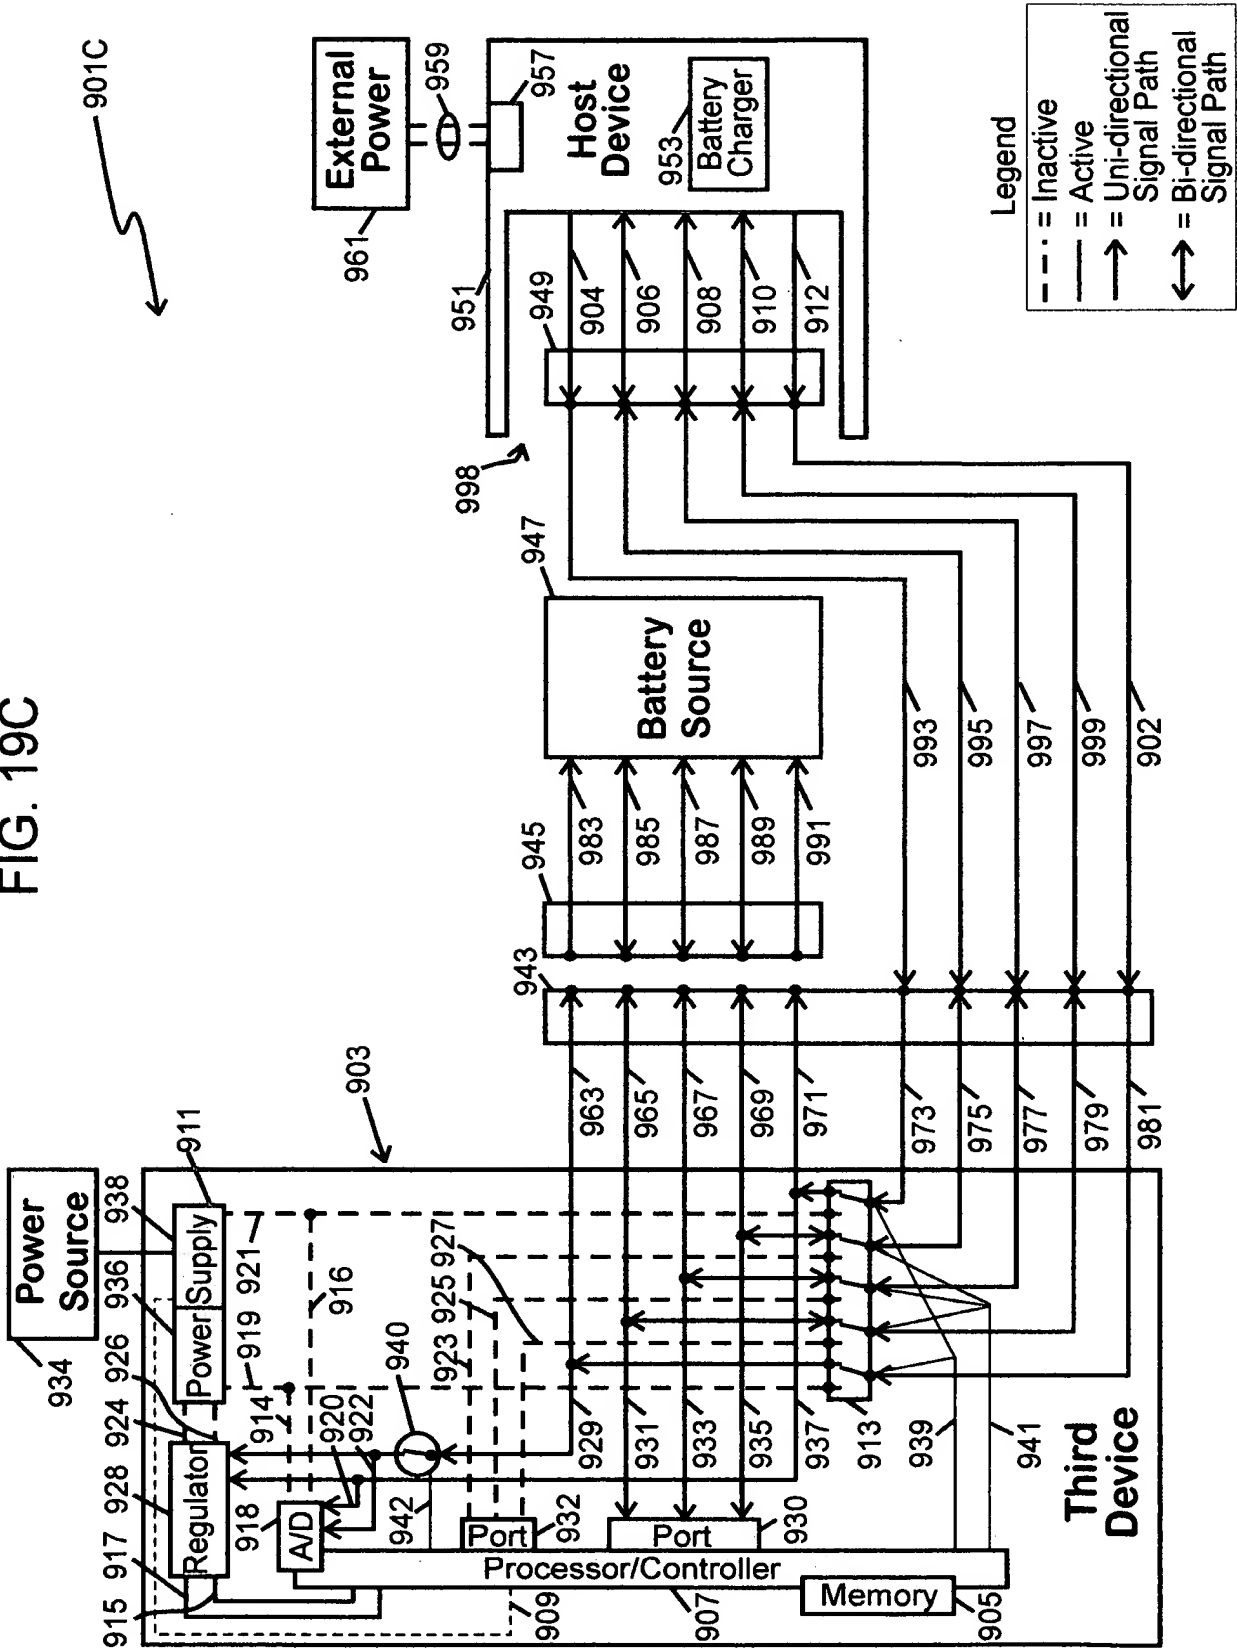 FIG. 19C
901C
934
Power
Source
938
911
903
936
926
924
928
917
915
Regulator
Power
Supply
921
919
916
914
920
922
918
A/D
940
942
923
925
927
Port
932
Port
930
Processor/Controller
Memory
909
907
905
929
931
933
935
937
913
939
941
Third
Device
963
965
967
969
971
973
975
977
979
981
943
945
983
985
987
989
991
947
Battery
Source
993
995
997
999
902
998
951
949
904
906
908
910
912
External
Power
961
959
957
Host
Device
953
Battery
Charger
Legend
= Inactive
= Active
= Uni-directional
Signal Path
= Bi-directional
Signal Path